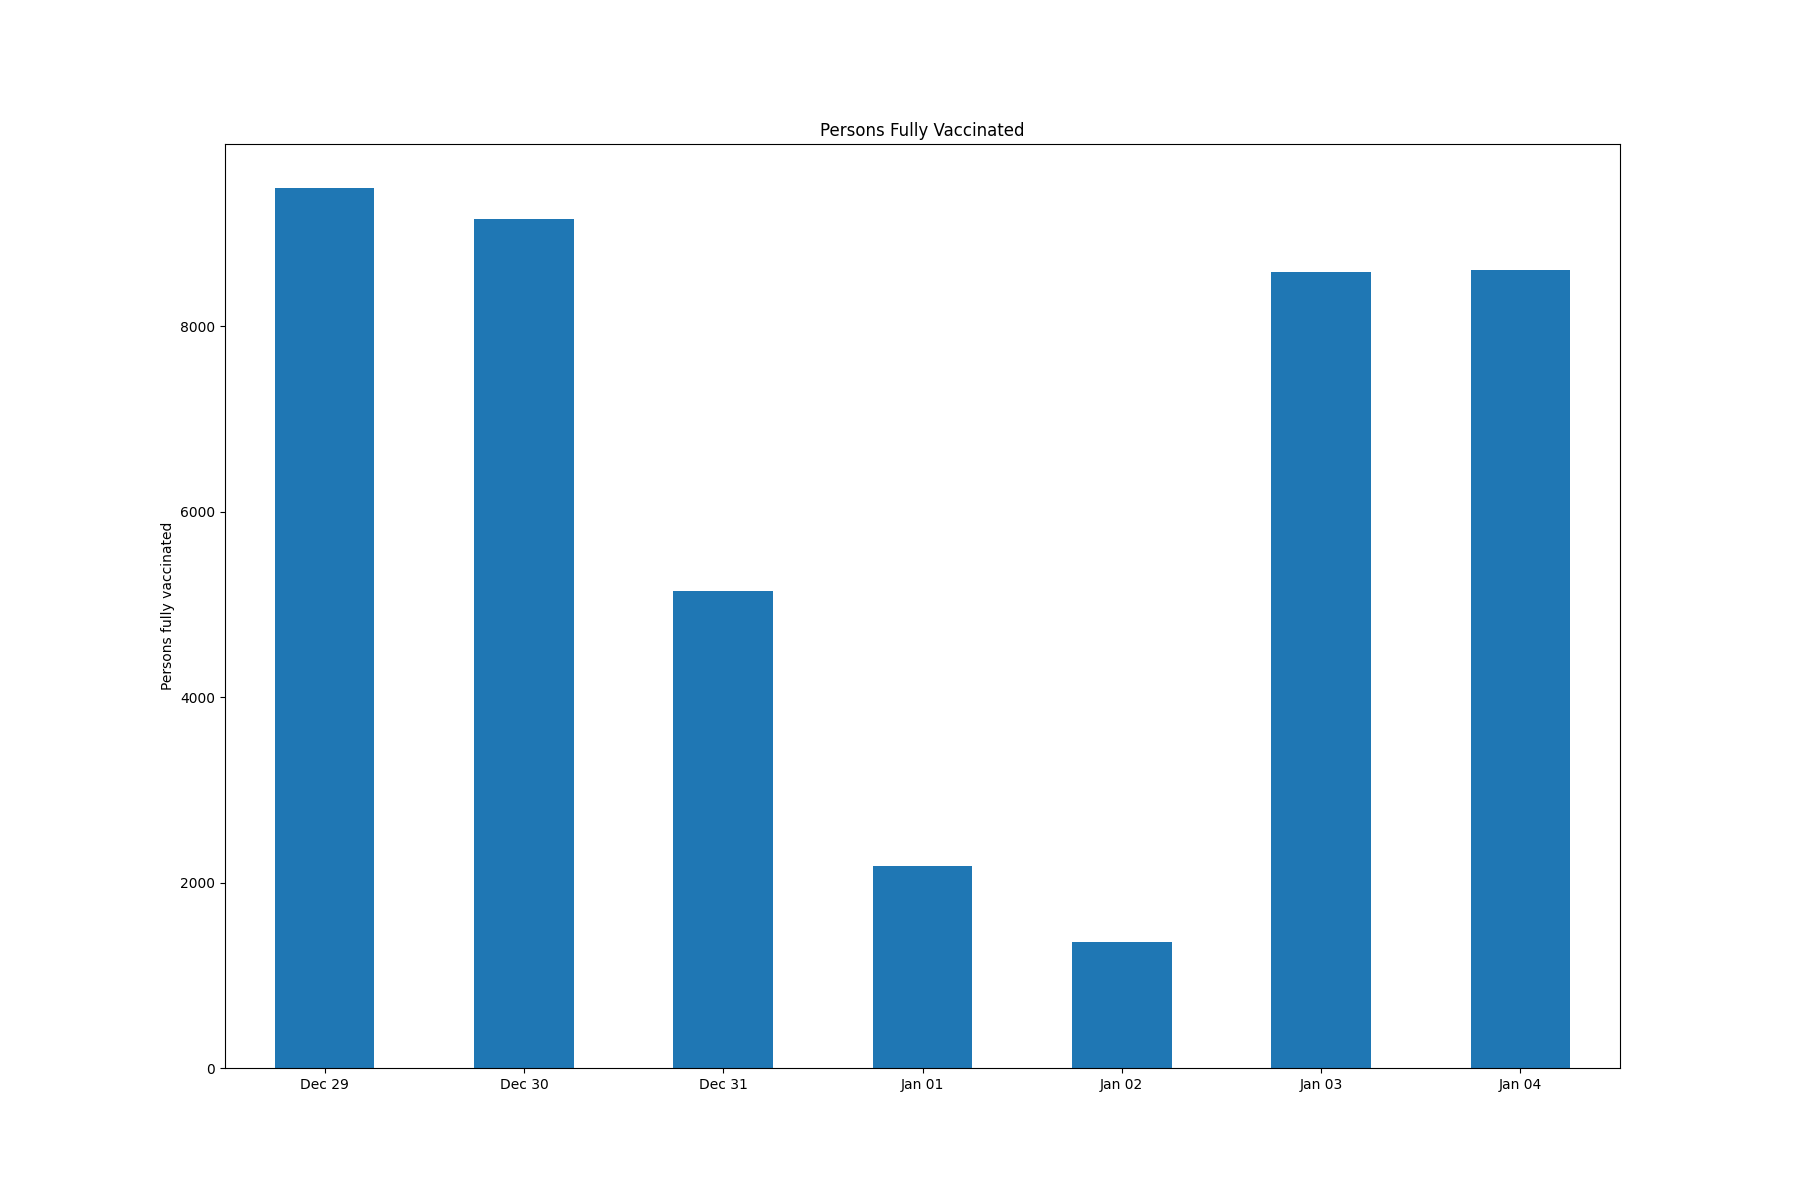 Persons Fully Vaccinated
Persons fully vaccinated
8000
6000
4000
2000
0
Dec 29 Dec 30 Dec 31 Jan 01 Jan 02 Jan 03 Jan 04